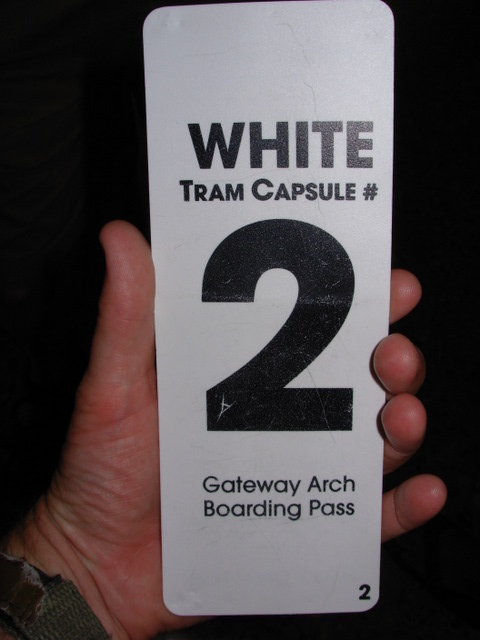 WHITE
TRAM CAPSULE #
2
Gateway Arch
Boarding Pass
2